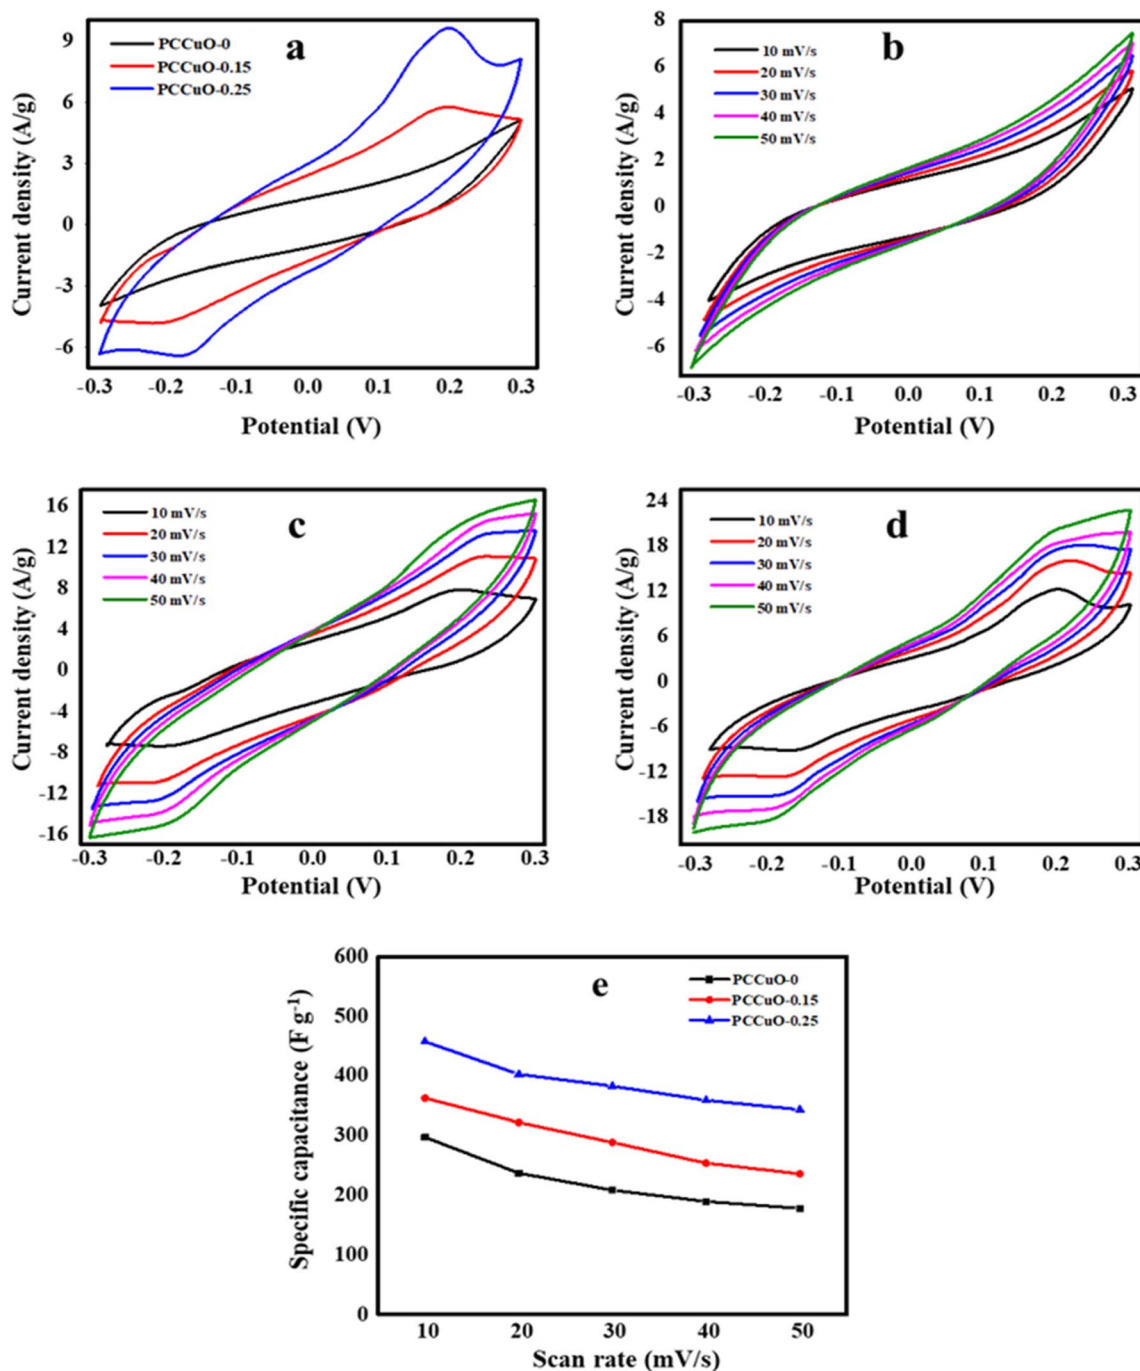 a
PCCuO-0
PCCuO-0.15
PCCuO-0.25
9
6
3
0
-3
-6
Current density (A/g)
-0.3 -0.2 -0.1 0.0 0.1 0.2 0.3
Potential (V)
b
10 mV/s
20 mV/s
30 mV/s
40 mV/s
50 mV/s
8
6
4
2
0
-2
-4
-6
Current density (A/g)
-0.3 -0.2 -0.1 0.0 0.1 0.2 0.3
Potential (V)
c
10 mV/s
20 mV/s
30 mV/s
40 mV/s
50 mV/s
16
12
8
4
0
-4
-8
-12
-16
Current density (A/g)
-0.3 -0.2 -0.1 0.0 0.1 0.2 0.3
Potential (V)
d
10 mV/s
20 mV/s
30 mV/s
40 mV/s
50 mV/s
24
18
12
6
0
-6
-12
-18
Current density (A/g)
-0.3 -0.2 -0.1 0.0 0.1 0.2 0.3
Potential (V)
e
PCCuO-0
PCCuO-0.15
PCCuO-0.25
600
500
400
300
200
100
0
Specific capacitance (F g⁻¹)
10 20 30 40 50
Scan rate (mV/s)